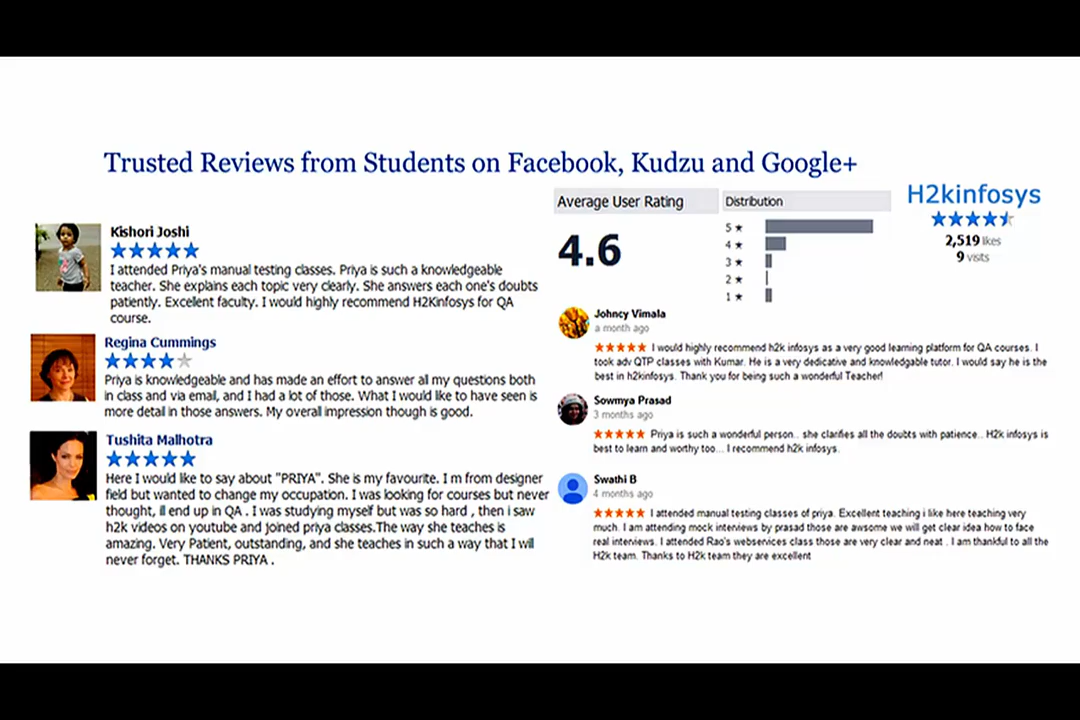 Trusted Reviews from Students on Facebook, Kudzu and Google+
Kishori Joshi
I attended Priya's manual testing classes. Priya is such a knowledgeable
teacher. She explains each topic very clearly. She answers each one's doubts
patiently. Excellent faculty. I would highly recommend H2Kinfosys for QA
course.
Regina Cummings
Priya is knowledgeable and has made an effort to answer all my questions both
in class and via email, and I had a lot of those. What I would like to have seen is
more detail in those answers. My overall impression though is good.
Tushita Malhotra
Here I would like to say about "PRIYA". She is my favourite. I m from designer
field but wanted to change my occupation. I was looking for courses but never
thought, ill end up in QA . I was studying myself but was so hard , then i saw
h2k videos on youtube and joined priya classes.The way she teaches is
amazing. Very Patient, outstanding, and she teaches in such a way that I will
never forget. THANKS PRIYA .
Average User Rating
4.6
Distribution
5 ★
4 ★
3 ★
2 ★
1 ★
H2kinfosys
2,519 likes
9 visits
Johncy Vimala
a month ago
★★★★★ I would highly recommend h2k infosys as a very good learning platform for QA courses. I
took adv QTP classes with Kumar. He is a very dedicative and knowledgable tutor. I would say he is the
best in h2kinfosys. Thank you for being such a wonderful Teacher!
Sowmya Prasad
3 months ago
★★★★★ Priya is such a wonderful person.. she clarifies all the doubts with patience.. H2k infosys is
best to learn and worthy too... I recommend h2k infosys.
Swathi B
4 months ago
★★★★★ I attended manual testing classes of priya. Excellent teaching i like here teaching very
much. I am attending mock interviews by prasad those are awsome we will get clear idea how to face
real interviews. I attended Rao's webservices class those are very clear and neat . I am thankful to all the
H2k team. Thanks to H2k team they are excellent